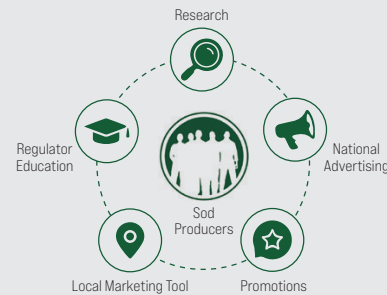 Research
National
Advertising
Regulator
Education
Sod
Producers
Local Marketing Tool
Promotions